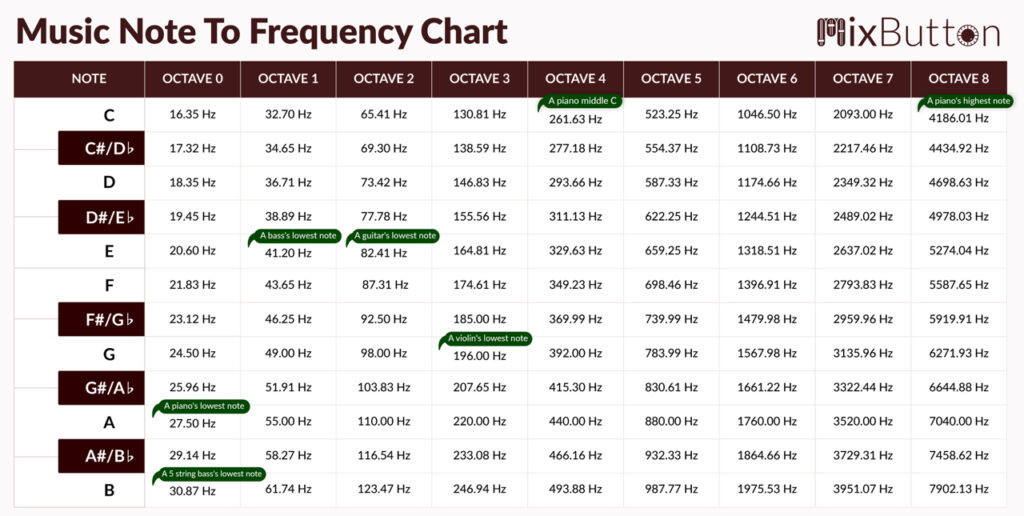 Music Note To Frequency Chart
MixButton
NOTE OCTAVE 0 OCTAVE 1 OCTAVE 2 OCTAVE 3 OCTAVE 4 OCTAVE 5 OCTAVE 6 OCTAVE 7 OCTAVE 8
A piano middle C A piano's highest note
C 16.35 Hz 32.70 Hz 65.41 Hz 130.81 Hz 261.63 Hz 523.25 Hz 1046.50 Hz 2093.00 Hz 4186.01 Hz
C#/D♭ 17.32 Hz 34.65 Hz 69.30 Hz 138.59 Hz 277.18 Hz 554.37 Hz 1108.73 Hz 2217.46 Hz 4434.92 Hz
D 18.35 Hz 36.71 Hz 73.42 Hz 146.83 Hz 293.66 Hz 587.33 Hz 1174.66 Hz 2349.32 Hz 4698.63 Hz
D#/E♭ 19.45 Hz 38.89 Hz 77.78 Hz 155.56 Hz 311.13 Hz 622.25 Hz 1244.51 Hz 2489.02 Hz 4978.03 Hz
A bass's lowest note A guitar's lowest note
E 20.60 Hz 41.20 Hz 82.41 Hz 164.81 Hz 329.63 Hz 659.25 Hz 1318.51 Hz 2637.02 Hz 5274.04 Hz
F 21.83 Hz 43.65 Hz 87.31 Hz 174.61 Hz 349.23 Hz 698.46 Hz 1396.91 Hz 2793.83 Hz 5587.65 Hz
F#/G♭ 23.12 Hz 46.25 Hz 92.50 Hz 185.00 Hz 369.99 Hz 739.99 Hz 1479.98 Hz 2959.96 Hz 5919.91 Hz
A violin's lowest note
G 24.50 Hz 49.00 Hz 98.00 Hz 196.00 Hz 392.00 Hz 783.99 Hz 1567.98 Hz 3135.96 Hz 6271.93 Hz
G#/A♭ 25.96 Hz 51.91 Hz 103.83 Hz 207.65 Hz 415.30 Hz 830.61 Hz 1661.22 Hz 3322.44 Hz 6644.88 Hz
A piano's lowest note
A 27.50 Hz 55.00 Hz 110.00 Hz 220.00 Hz 440.00 Hz 880.00 Hz 1760.00 Hz 3520.00 Hz 7040.00 Hz
A#/B♭ 29.14 Hz 58.27 Hz 116.54 Hz 233.08 Hz 466.16 Hz 932.33 Hz 1864.66 Hz 3729.31 Hz 7458.62 Hz
A 5 string bass's lowest note
B 30.87 Hz 61.74 Hz 123.47 Hz 246.94 Hz 493.88 Hz 987.77 Hz 1975.53 Hz 3951.07 Hz 7902.13 Hz